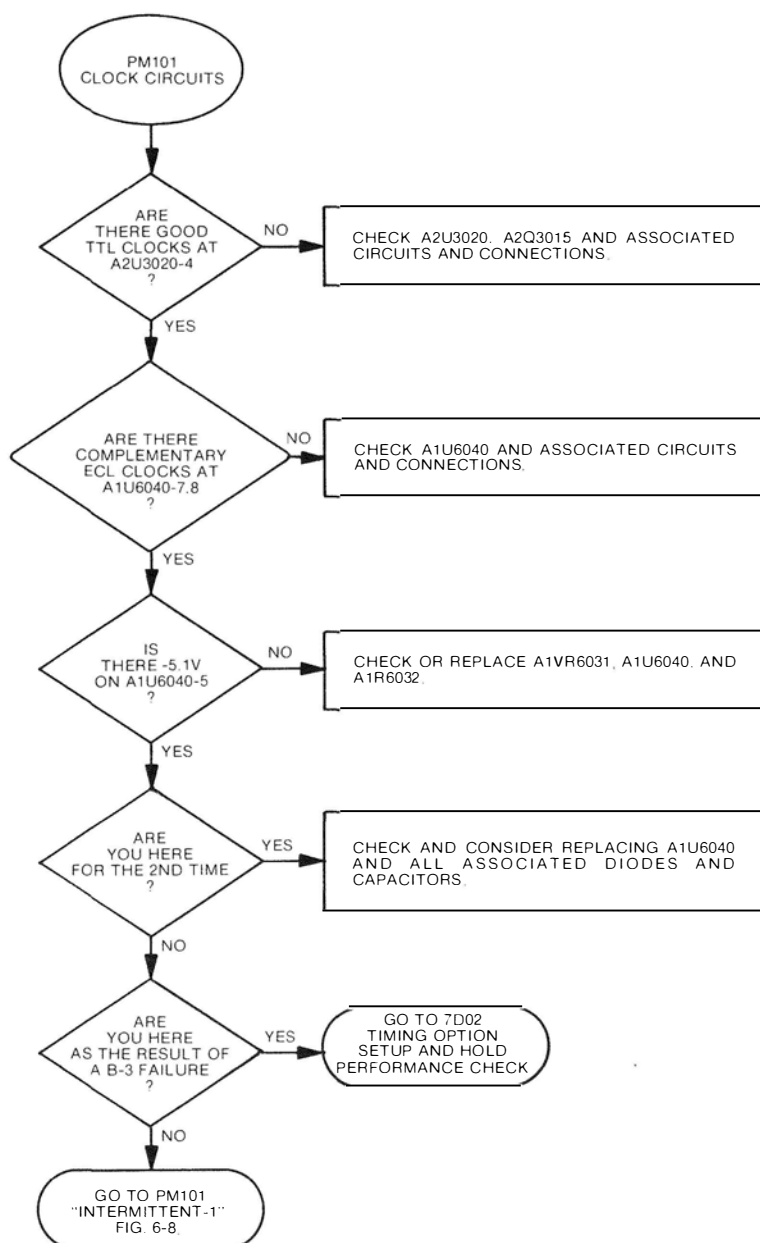 PM101
CLOCK CIRCUITS
ARE
THERE GOOD
TTL CLOCKS AT
A2U3020-4
?
NO
CHECK A2U3020. A2Q3015 AND ASSOCIATED
CIRCUITS AND CONNECTIONS.
YES
ARE THERE
COMPLEMENTARY
ECL CLOCKS AT
A1U6040-7.8
?
NO
CHECK A1U6040 AND ASSOCIATED CIRCUITS
AND CONNECTIONS.
YES
IS
THERE -5.1V
ON A1U6040-5
?
NO
CHECK OR REPLACE A1VR6031, A1U6040. AND
A1R6032.
YES
ARE
YOU HERE
FOR THE 2ND TIME
?
YES
CHECK AND CONSIDER REPLACING A1U6040
AND ALL ASSOCIATED DIODES AND
CAPACITORS.
NO
ARE
YOU HERE
AS THE RESULT OF
A B-3 FAILURE
?
YES
GO TO 7D02
TIMING OPTION
SETUP AND HOLD
PERFORMANCE CHECK
NO
GO TO PM101
"INTERMITTENT-1"
FIG. 6-8.